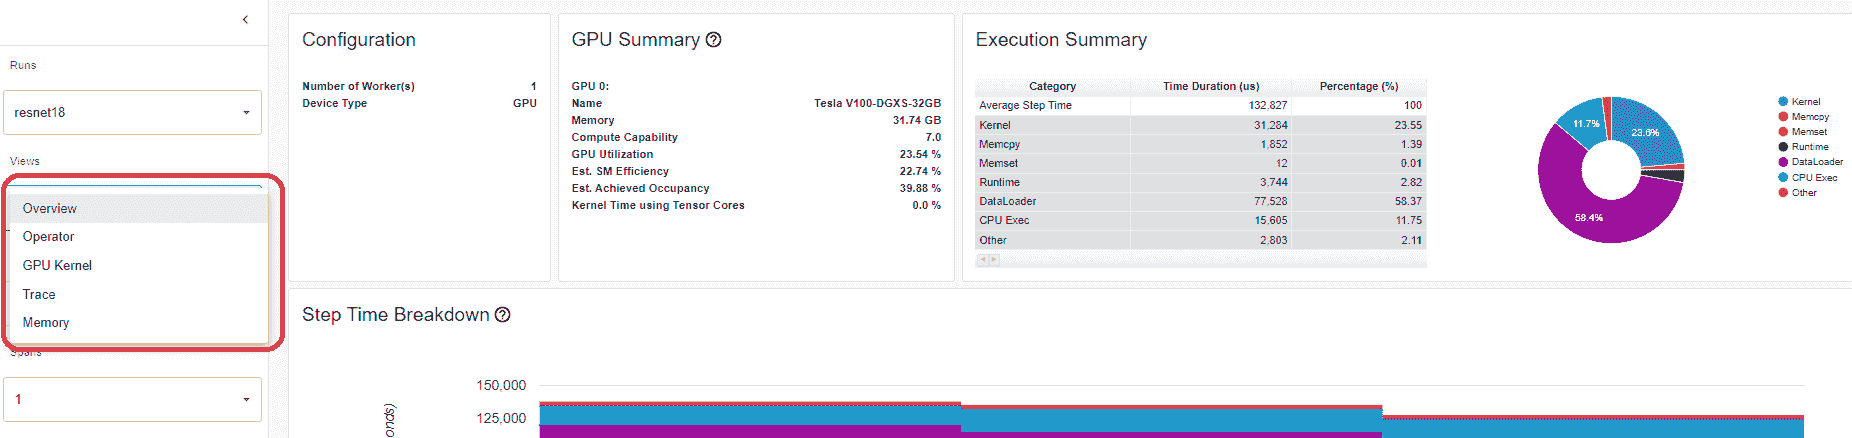 Runs
resnet18
Views
Overview
Operator
GPU Kernel
Trace
Memory
Spans
1
Configuration
Number of Worker(s) 1
Device Type GPU
GPU Summary
GPU 0:
Name Tesla V100-DGXS-32GB
Memory 31.74 GB
Compute Capability 7.0
GPU Utilization 23.54 %
Est. SM Efficiency 22.74 %
Est. Achieved Occupancy 39.88 %
Kernel Time using Tensor Cores 0.0 %
Execution Summary
Category Time Duration (us) Percentage (%)
Average Step Time 132,827 100
Kernel 31,284 23.55
Memcpy 1,852 1.39
Memset 12 0.01
Runtime 3,744 2.82
DataLoader 77,528 58.37
CPU Exec 15,605 11.75
Other 2,803 2.11
11.7%
23.6%
58.4%
Kernel
Memcpy
Memset
Runtime
DataLoader
CPU Exec
Other
Step Time Breakdown
150,000
125,000
onds)